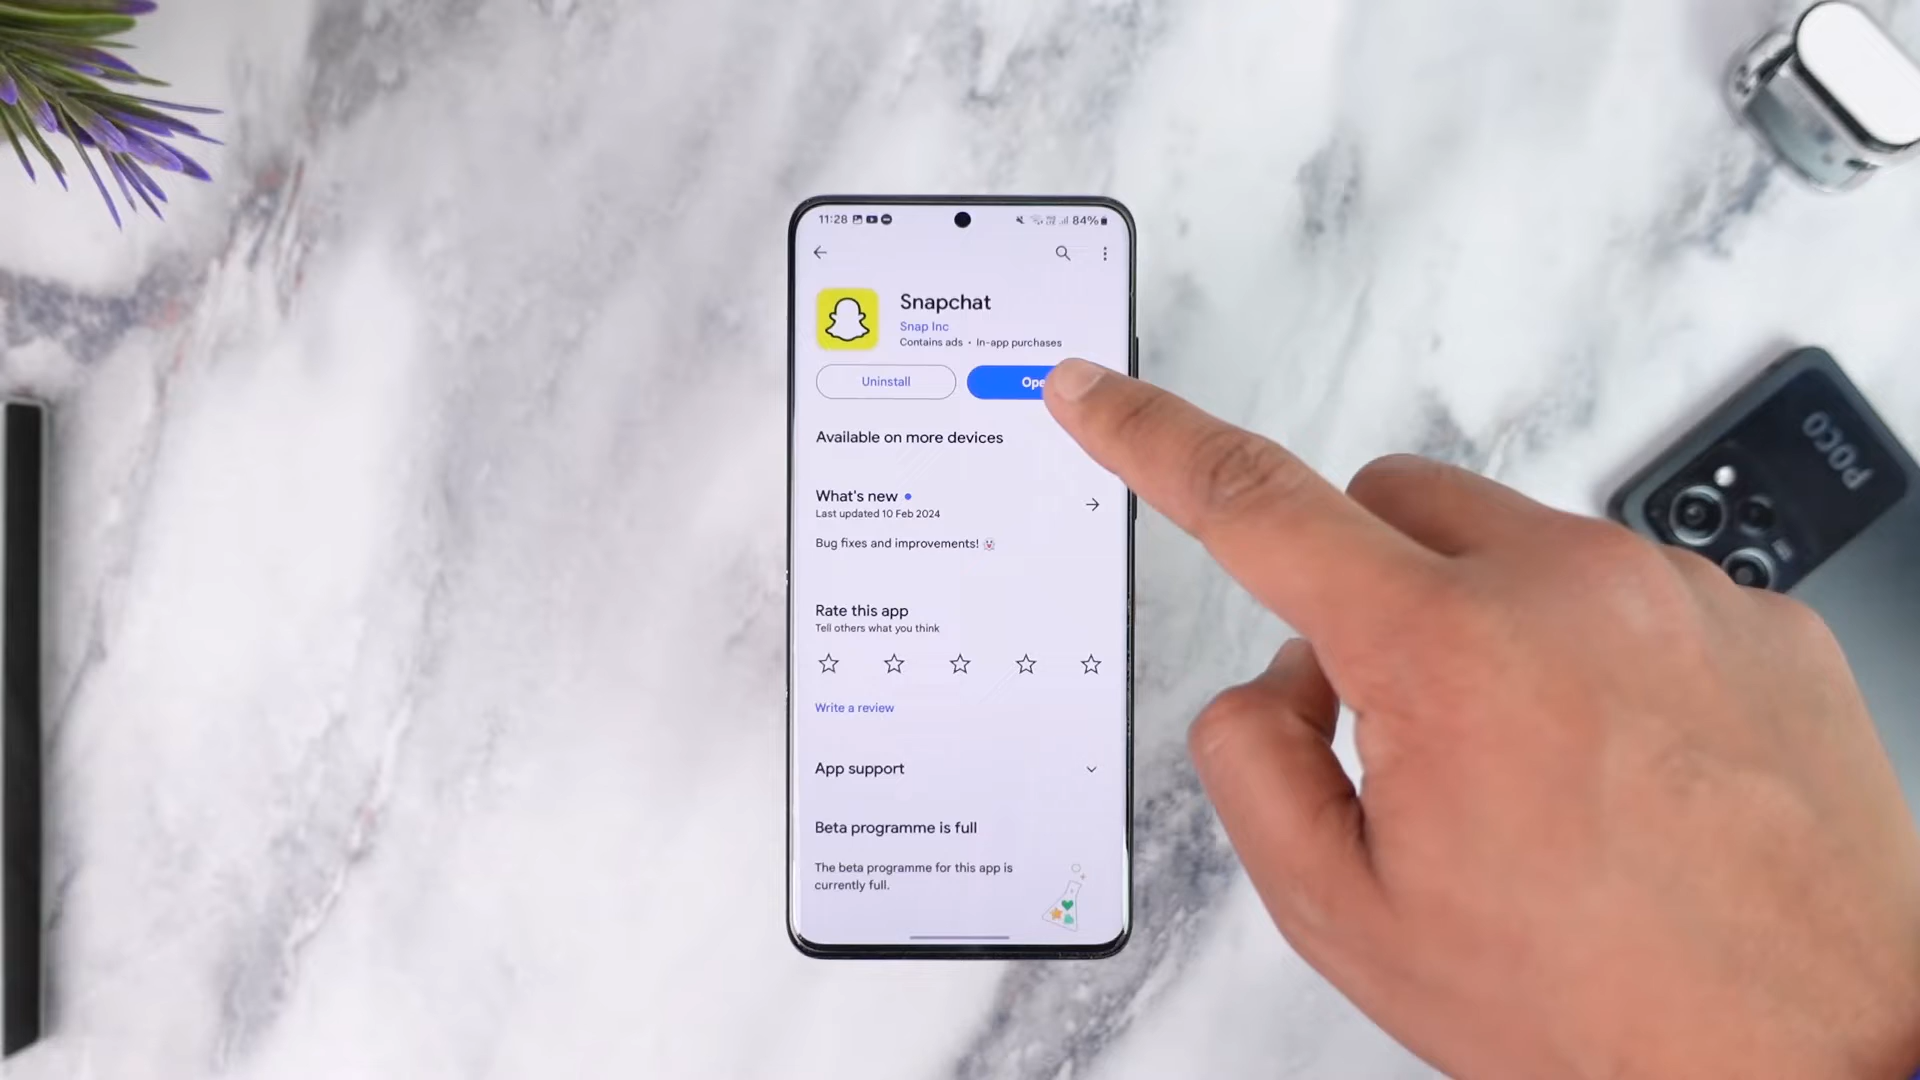 11:28
84%
Snapchat
Snap Inc
Contains ads • In-app purchases
Uninstall
Ope
Available on more devices
What's new
Last updated 10 Feb 2024
Bug fixes and improvements! 👻
Rate this app
Tell others what you think
Write a review
App support
Beta programme is full
The beta programme for this app is
currently full.
POCO